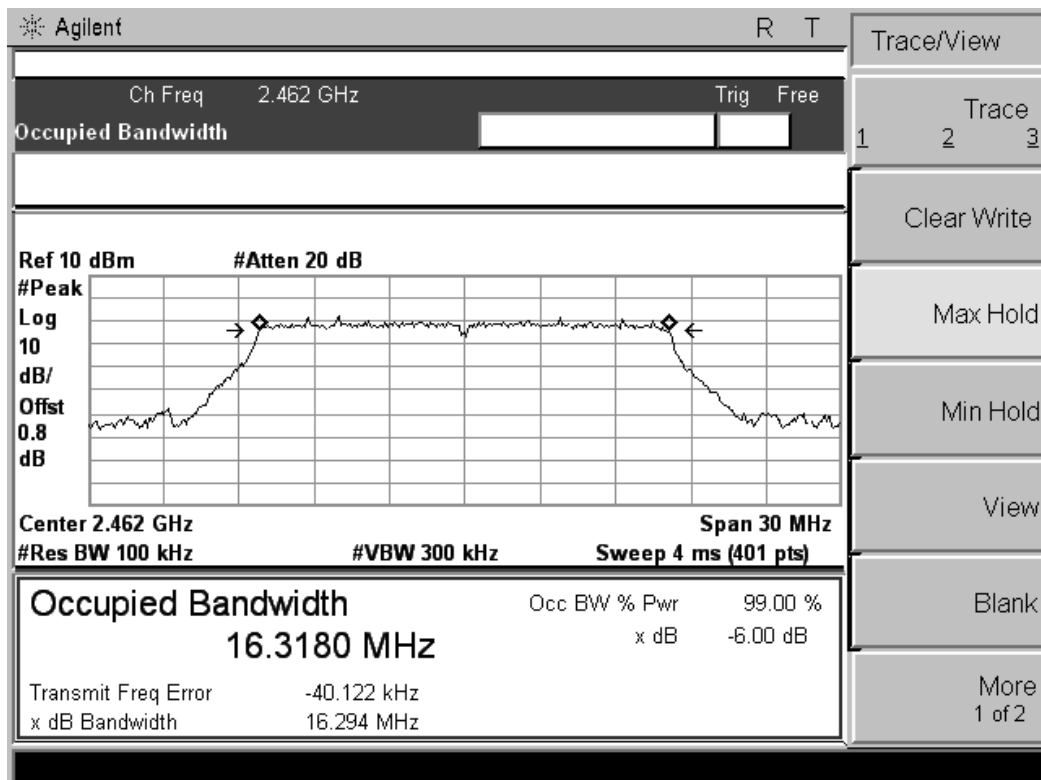 Agilent R T
Trace/View
Ch Freq 2.462 GHz Trig Free
Occupied Bandwidth
Trace
1 2 3
Clear Write
Ref 10 dBm #Atten 20 dB
#Peak
Log
10
dB/
Offst
0.8
dB
Max Hold
Min Hold
View
Center 2.462 GHz Span 30 MHz
#Res BW 100 kHz #VBW 300 kHz Sweep 4 ms (401 pts)
Occupied Bandwidth Occ BW % Pwr 99.00 %
16.3180 MHz x dB -6.00 dB
Transmit Freq Error -40.122 kHz
x dB Bandwidth 16.294 MHz
Blank
More
1 of 2